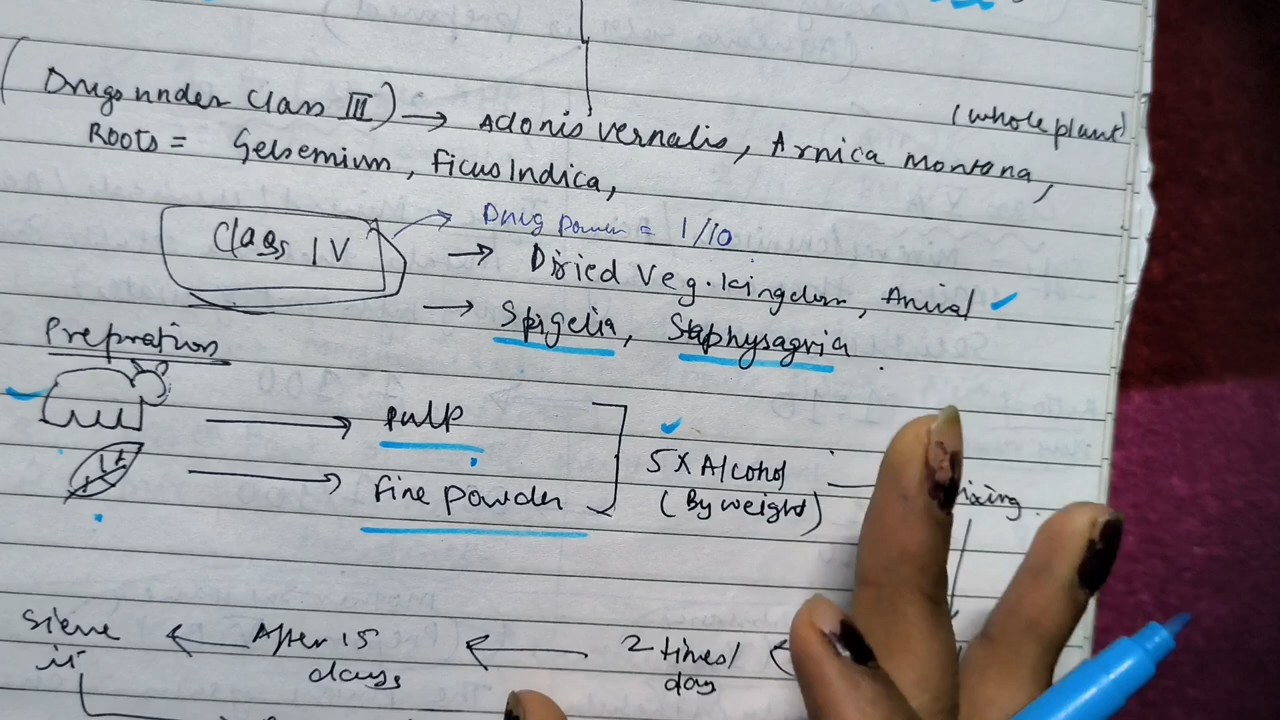 (whole plant)
(Drugs under Class III) → Adonis vernalis, Arnica montana,
Roots = Gelsemium, Ficus Indica,
Class IV → Drug power = 1/10
→ Dried Veg. kingdom, Animal
→ Spigelia, Staphysagria
Prepration
→ Pulp
→ fine powder
5 X Alcohol
(By weight)
2 times/
day
← After 15
days
← Sieve
it